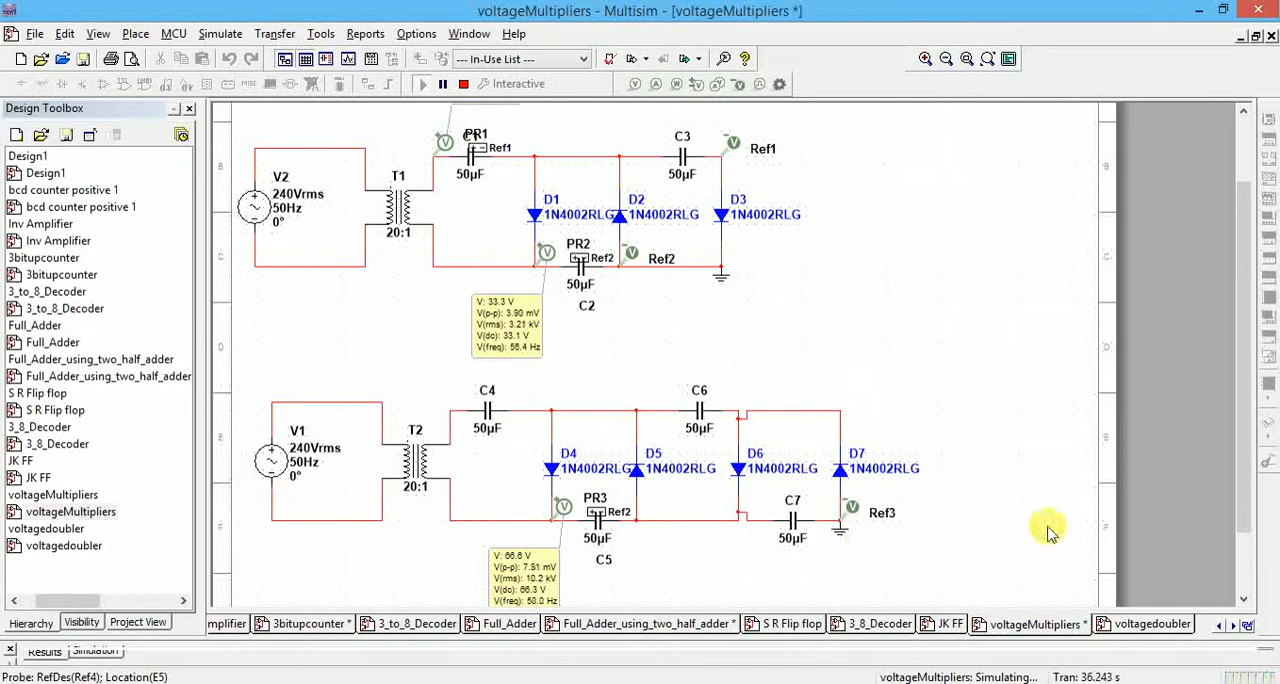 voltageMultipliers - Multisim - [voltageMultipliers *]
File Edit View Place MCU Simulate Transfer Tools Reports Options Window Help
--- In-Use List ---
Interactive
Design Toolbox
Design1
Design1
bcd counter positive 1
bcd counter positive 1
Inv Amplifier
Inv Amplifier
3bitupcounter
3bitupcounter
3_to_8_Decoder
3_to_8_Decoder
Full_Adder
Full_Adder
Full_Adder_using_two_half_adder
Full_Adder_using_two_half_adder
S R Flip flop
S R Flip flop
3_8_Decoder
3_8_Decoder
JK FF
JK FF
voltageMultipliers
voltageMultipliers
voltagedoubler
voltagedoubler
Hierarchy Visibility Project View
PR1
Ref1
50µF
C3
50µF
Ref1
V2
240Vrms
50Hz
0°
T1
20:1
D1
1N4002RLG
D2
1N4002RLG
D3
1N4002RLG
PR2
Ref2
50µF
C2
Ref2
V: 33.3 V
V(p-p): 3.90 mV
V(rms): 3.21 kV
V(dc): 33.1 V
V(freq): 56.4 Hz
C4
50µF
C6
50µF
V1
240Vrms
50Hz
0°
T2
20:1
D4
1N4002RLG
D5
1N4002RLG
D6
1N4002RLG
D7
1N4002RLG
PR3
Ref2
50µF
C5
C7
50µF
Ref3
V: 66.6 V
V(p-p): 7.81 mV
V(rms): 10.2 kV
V(dc): 66.3 V
V(freq): 58.0 Hz
mplifier 3bitupcounter * 3_to_8_Decoder Full_Adder Full_Adder_using_two_half_adder * S R Flip flop 3_8_Decoder JK FF voltageMultipliers * voltagedoubler
Results Simulation
Probe: RefDes(Ref4); Location(E5) voltageMultipliers: Simulating... Tran: 36.243 s